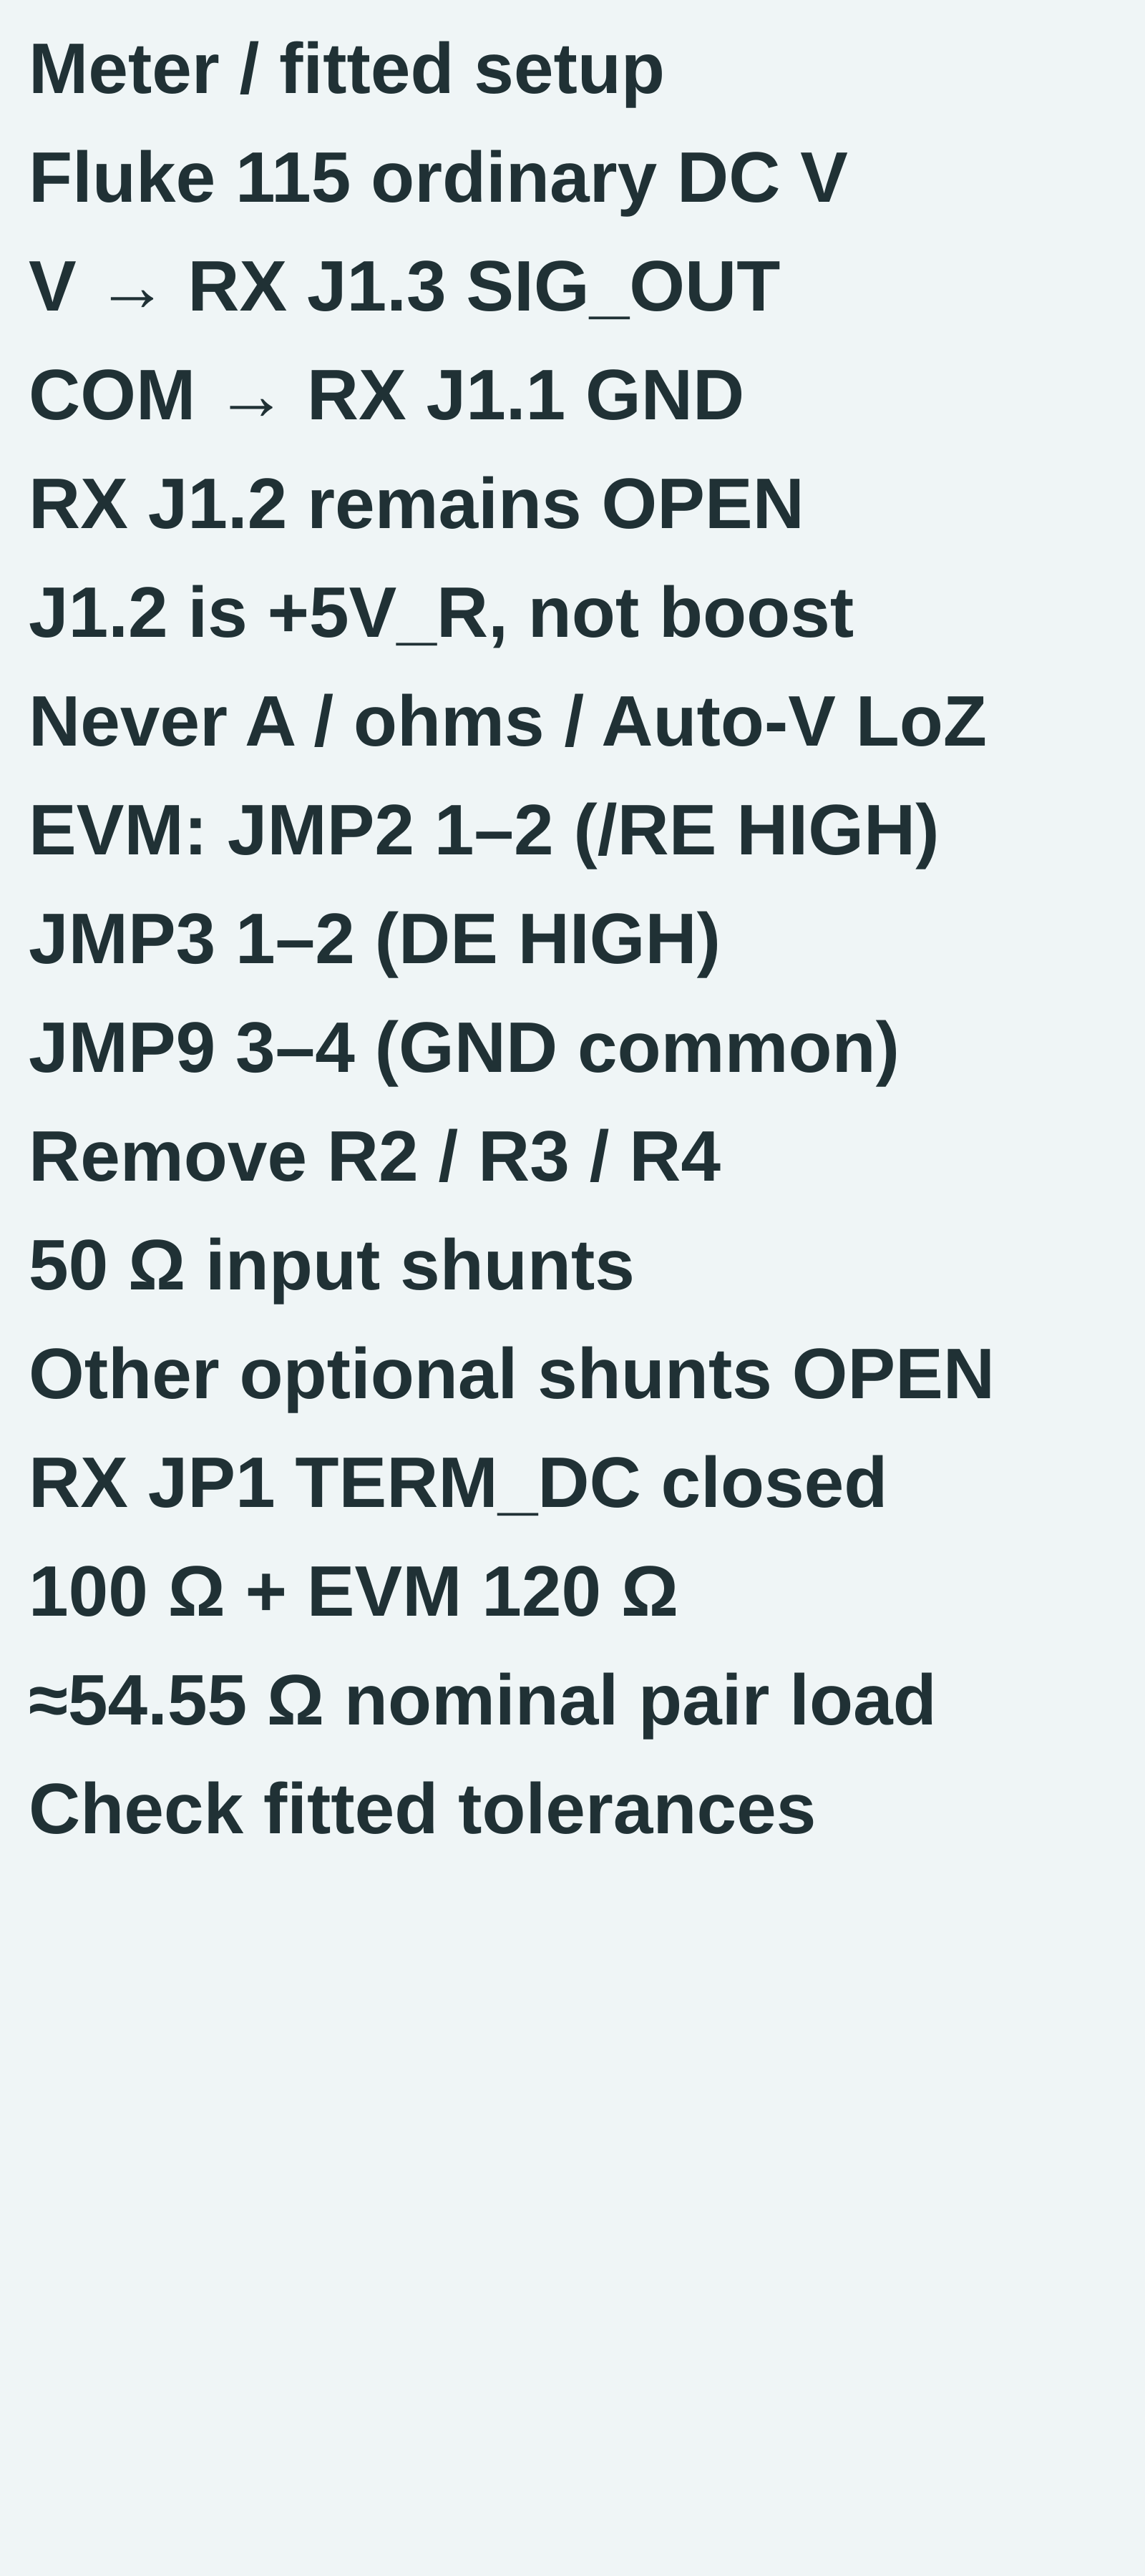 Meter / fitted setup
Fluke 115 ordinary DC V
V → RX J1.3 SIG_OUT
COM → RX J1.1 GND
RX J1.2 remains OPEN
J1.2 is +5V_R, not boost
Never A / ohms / Auto-V LoZ
EVM: JMP2 1–2 (/RE HIGH)
JMP3 1–2 (DE HIGH)
JMP9 3–4 (GND common)
Remove R2 / R3 / R4
50 Ω input shunts
Other optional shunts OPEN
RX JP1 TERM_DC closed
100 Ω + EVM 120 Ω
≈54.55 Ω nominal pair load
Check fitted tolerances